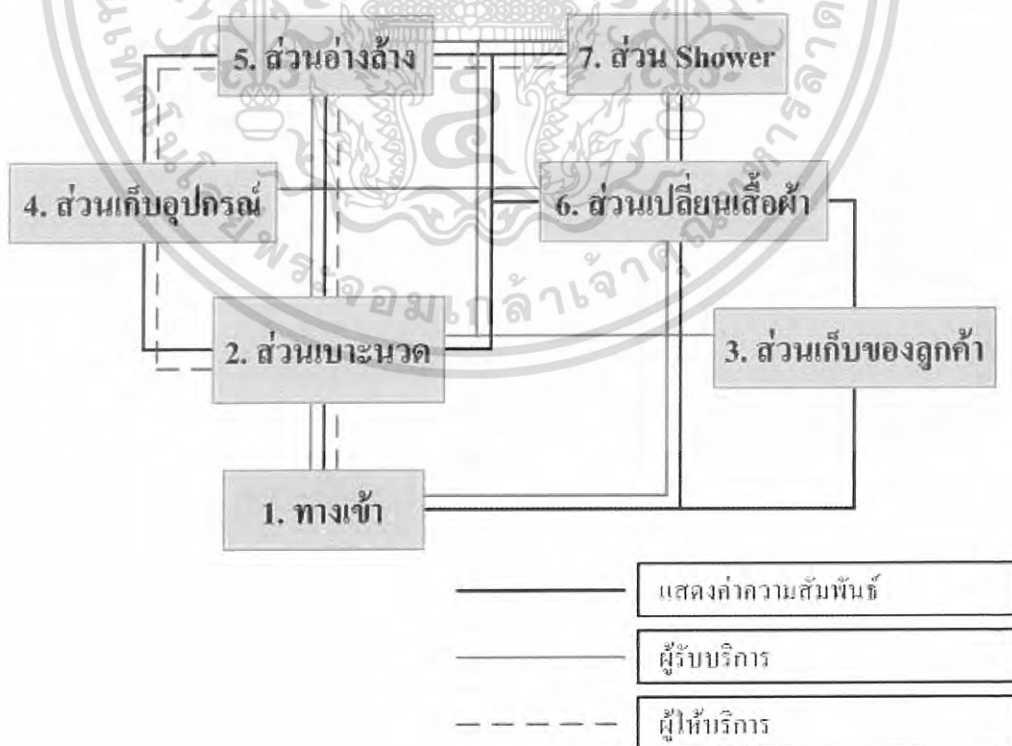 5. ส่วนอ่างล้าง
7. ส่วน Shower
4. ส่วนเก็บอุปกรณ์
6. ส่วนเปลี่ยนเสื้อผ้า
2. ส่วนเบาะนวด
3. ส่วนเก็บของลูกค้า
1. ทางเข้า
แสดงค่าความสัมพันธ์
ผู้รับบริการ
ผู้ให้บริการ